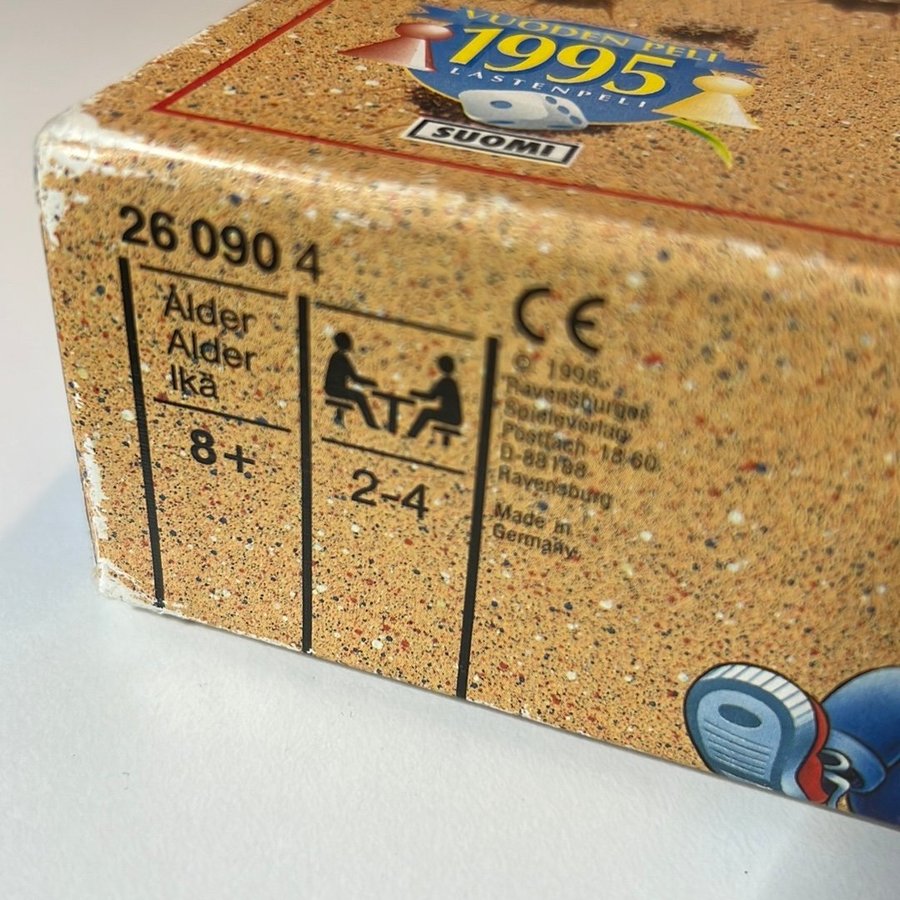 VUODEN PELI
1995
LASTENPELI
SUOMI
26 090 4
Ålder
Alder
Ikä
8+
2-4
CE
© 1996
Ravensburger
Spieleverlag
Postfach 18 60
D-88188
Ravensburg
Made in
Germany